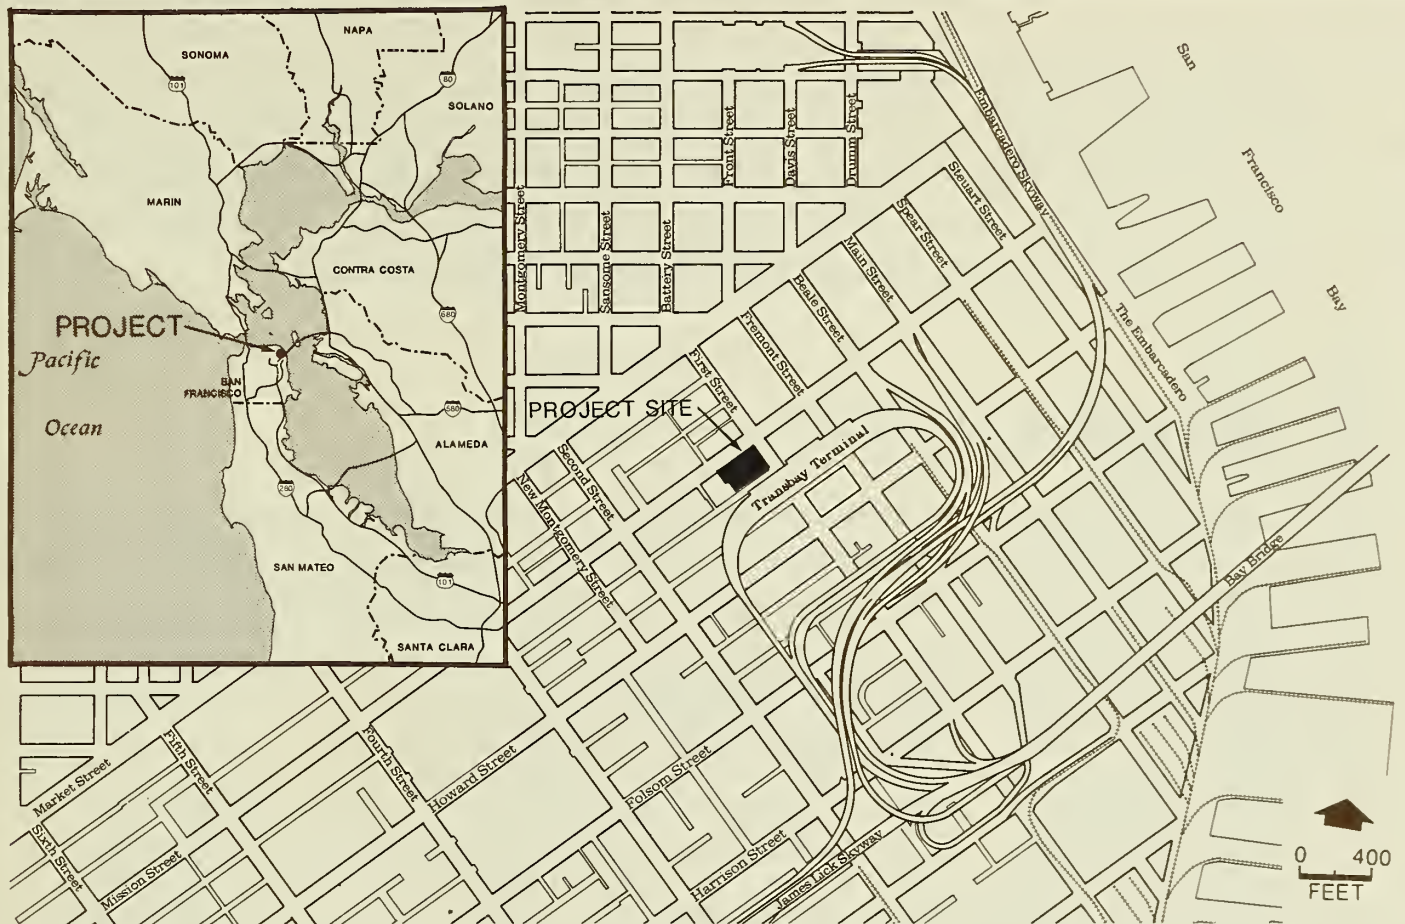 SONOMA
NAPA
101
80
SOLANO
MARIN
CONTRA COSTA
680
PROJECT
Pacific
Ocean
SAN
FRANCISCO
580
ALAMEDA
280
SAN MATEO
101
SANTA CLARA
San
Francisco
Bay
Embarcadero Skyway
The Embarcadero
Front Street
Davis Street
Drumm Street
Steuart Street
Spear Street
Main Street
Beale Street
Fremont Street
First Street
Montgomery Street
Sansome Street
Battery Street
PROJECT SITE
Transbay Terminal
Second Street
New Montgomery Street
Bay Bridge
Market Street
Fifth Street
Fourth Street
Howard Street
Folsom Street
Sixth Street
Mission Street
Harrison Street
James Lick Skyway
0 400
FEET